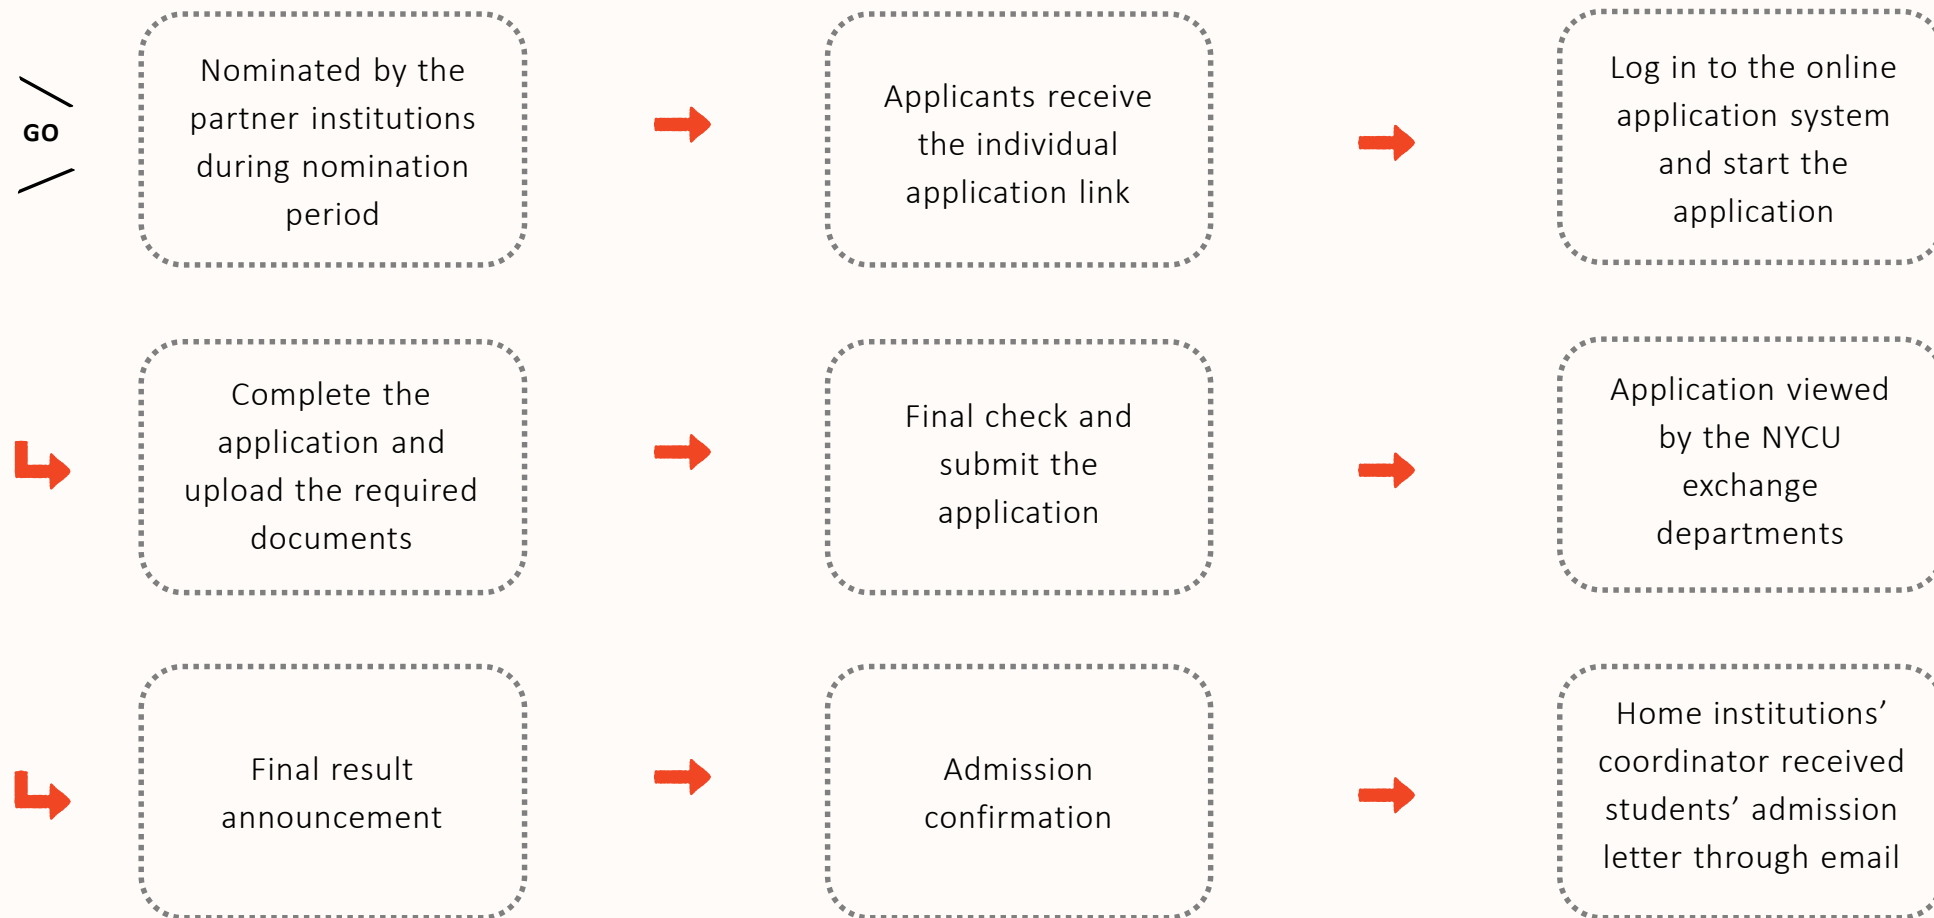 GO
Nominated by the
partner institutions
during nomination
period
Applicants receive
the individual
application link
Log in to the online
application system
and start the
application
Complete the
application and
upload the required
documents
Final check and
submit the
application
Application viewed
by the NYCU
exchange
departments
Final result
announcement
Admission
confirmation
Home institutions’
coordinator received
students’ admission
letter through email